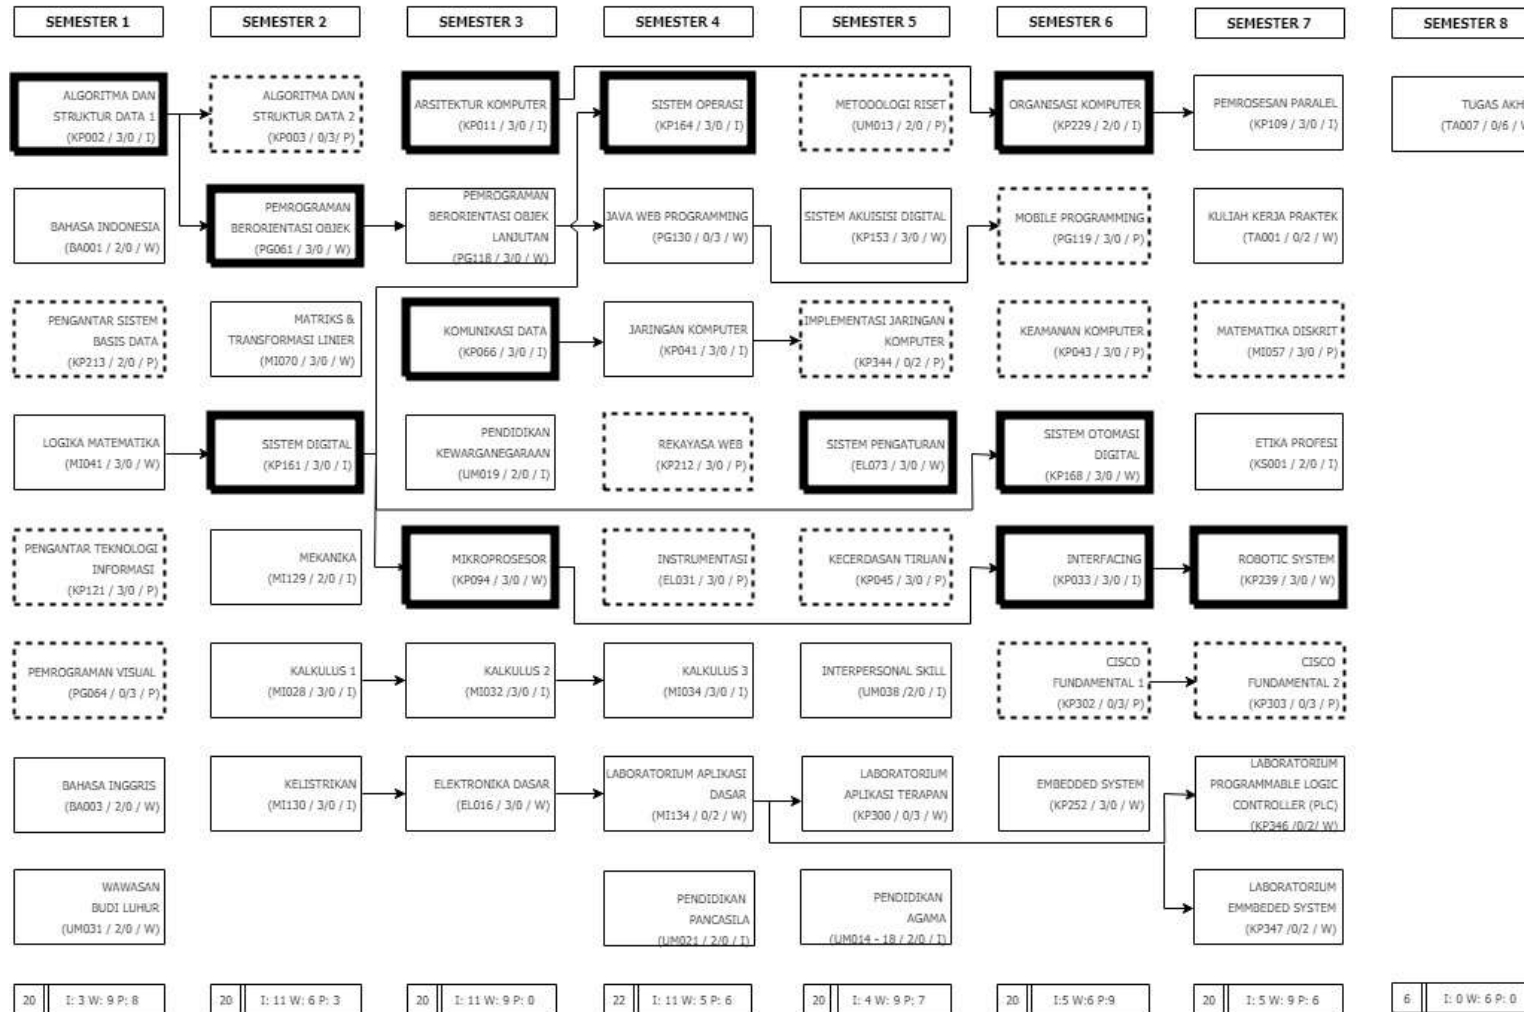 SEMESTER 1
SEMESTER 2
SEMESTER 3
SEMESTER 4
SEMESTER 5
SEMESTER 6
SEMESTER 7
SEMESTER 8
ALGORITMA DAN
STRUKTUR DATA 1
(KP002 / 3/0 / I)
ALGORITMA DAN
STRUKTUR DATA 2
(KP003 / 0/3/ P)
ARSITEKTUR KOMPUTER
(KP011 / 3/0 / I)
SISTEM OPERASI
(KP164 / 3/0 / I)
METODOLOGI RISET
(UM013 / 2/0 / P)
ORGANISASI KOMPUTER
(KP229 / 2/0 / I)
PEMROSESAN PARALEL
(KP109 / 3/0 / I)
TUGAS AKH
(TA007 / 0/6 / W
BAHASA INDONESIA
(BA001 / 2/0 / W)
PEMROGRAMAN
BERORIENTASI OBJEK
(PG061 / 3/0 / W)
PEMROGRAMAN
BERORIENTASI OBJEK
LANJUTAN
(PG118 / 3/0 / W)
JAVA WEB PROGRAMMING
(PG130 / 0/3 / W)
SISTEM AKUISISI DIGITAL
(KP153 / 3/0 / W)
MOBILE PROGRAMMING
(PG119 / 3/0 / P)
KULIAH KERJA PRAKTEK
(TA001 / 0/2 / W)
PENGANTAR SISTEM
BASIS DATA
(KP213 / 2/0 / P)
MATRIKS &
TRANSFORMASI LINIER
(MI070 / 3/0 / W)
KOMUNIKASI DATA
(KP066 / 3/0 / I)
JARINGAN KOMPUTER
(KP041 / 3/0 / I)
IMPLEMENTASI JARINGAN
KOMPUTER
(KP344 / 0/2 / P)
KEAMANAN KOMPUTER
(KP043 / 3/0 / P)
MATEMATIKA DISKRIT
(MI057 / 3/0 / P)
LOGIKA MATEMATIKA
(MI041 / 3/0 / W)
SISTEM DIGITAL
(KP161 / 3/0 / I)
PENDIDIKAN
KEWARGANEGARAAN
(UM019 / 2/0 / I)
REKAYASA WEB
(KP212 / 3/0 / P)
SISTEM PENGATURAN
(EL073 / 3/0 / W)
SISTEM OTOMASI
DIGITAL
(KP168 / 3/0 / W)
ETIKA PROFESI
(KS001 / 2/0 / I)
PENGANTAR TEKNOLOGI
INFORMASI
(KP121 / 3/0 / P)
MEKANIKA
(MI129 / 2/0 / I)
MIKROPROSESOR
(KP094 / 3/0 / W)
INSTRUMENTASI
(EL031 / 3/0 / P)
KECERDASAN TIRUAN
(KP045 / 3/0 / P)
INTERFACING
(KP033 / 3/0 / I)
ROBOTIC SYSTEM
(KP239 / 3/0 / W)
PEMROGRAMAN VISUAL
(PG064 / 0/3 / P)
KALKULUS 1
(MI028 / 3/0 / I)
KALKULUS 2
(MI032 /3/0 / I)
KALKULUS 3
(MI034 /3/0 / I)
INTERPERSONAL SKILL
(UM038 /2/0 / I)
CISCO
FUNDAMENTAL 1
(KP302 / 0/3/ P)
CISCO
FUNDAMENTAL 2
(KP303 / 0/3 / P)
BAHASA INGGRIS
(BA003 / 2/0 / W)
KELISTRIKAN
(MI130 / 3/0 / I)
ELEKTRONIKA DASAR
(EL016 / 3/0 / W)
LABORATORIUM APLIKASI
DASAR
(MI134 / 0/2 / W)
LABORATORIUM
APLIKASI TERAPAN
(KP300 / 0/3 / W)
EMBEDDED SYSTEM
(KP252 / 3/0 / W)
LABORATORIUM
PROGRAMMABLE LOGIC
CONTROLLER (PLC)
(KP346 /0/2/ W)
WAWASAN
BUDI LUHUR
(UM031 / 2/0 / W)
PENDIDIKAN
PANCASILA
(UM021 / 2/0 / I)
PENDIDIKAN
AGAMA
(UM014 - 18 / 2/0 / I)
LABORATORIUM
EMMBEDED SYSTEM
(KP347 /0/2 / W)
20 I: 3 W: 9 P: 8
20 I: 11 W: 6 P: 3
20 I: 11 W: 9 P: 0
22 I: 11 W: 5 P: 6
20 I: 4 W: 9 P: 7
20 I:5 W:6 P:9
20 I: 5 W: 9 P: 6
6 I: 0 W: 6 P: 0